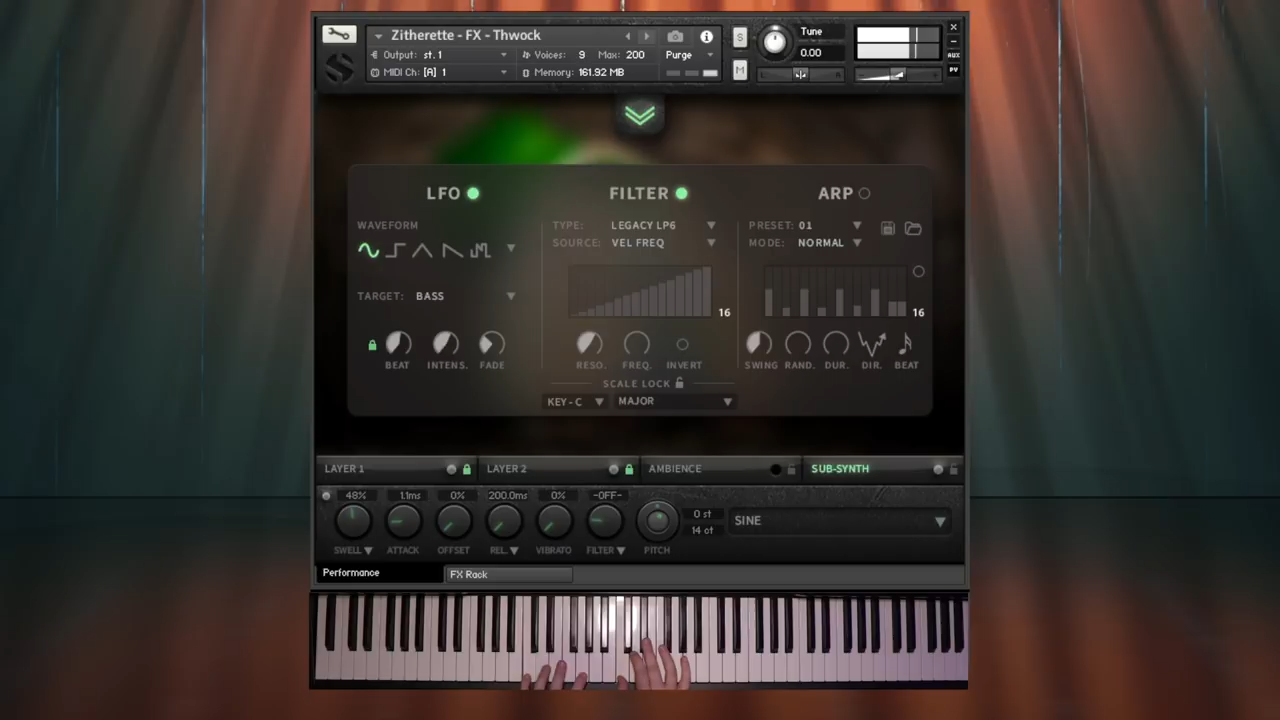 Zitherette - FX - Thwock
Output: st. 1
Voices: 9 Max: 200
Purge
MIDI Ch: [A] 1
Memory: 161.92 MB
S
M
Tune
0.00
L R
AUX
PV
LFO
WAVEFORM
TARGET: BASS
BEAT INTENS. FADE
FILTER
TYPE: LEGACY LP6
SOURCE: VEL FREQ
16
RESO. FREQ. INVERT
SCALE LOCK
KEY - C MAJOR
ARP
PRESET: 01
MODE: NORMAL
16
SWING RAND. DUR. DIR. BEAT
LAYER 1 LAYER 2 AMBIENCE SUB-SYNTH
48% 1.1ms 0% 200.0ms 0% -OFF-
0 st
14 ct
SINE
SWELL ATTACK OFFSET REL. VIBRATO FILTER PITCH
Performance FX Rack